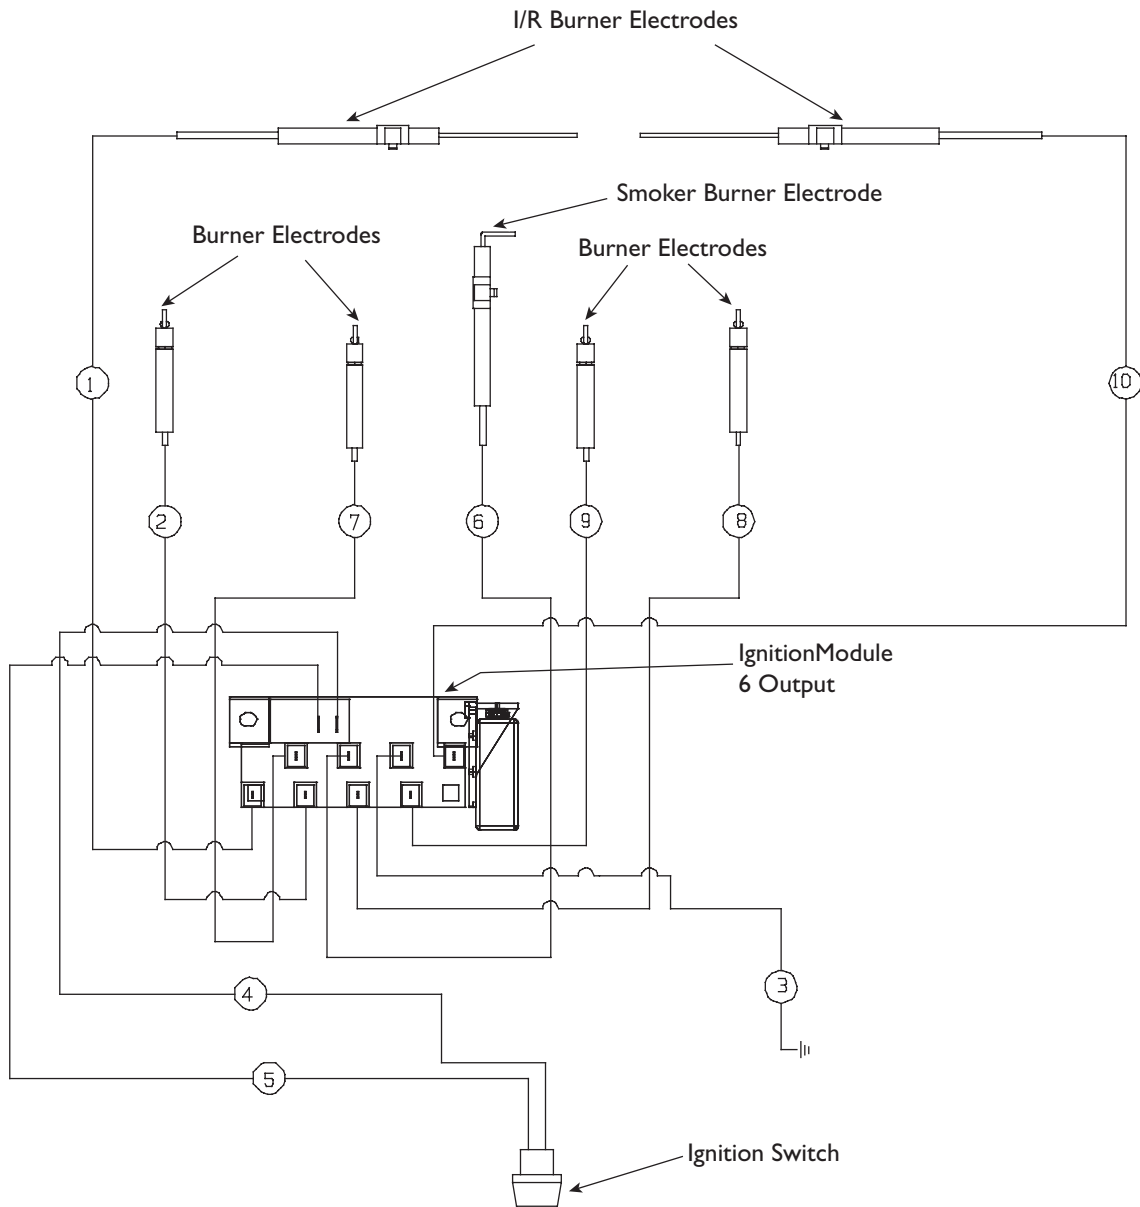 I/R Burner Electrodes
Smoker Burner Electrode
Burner Electrodes
Burner Electrodes
1
10
2
7
6
9
8
IgnitionModule
6 Output
3
4
5
Ignition Switch